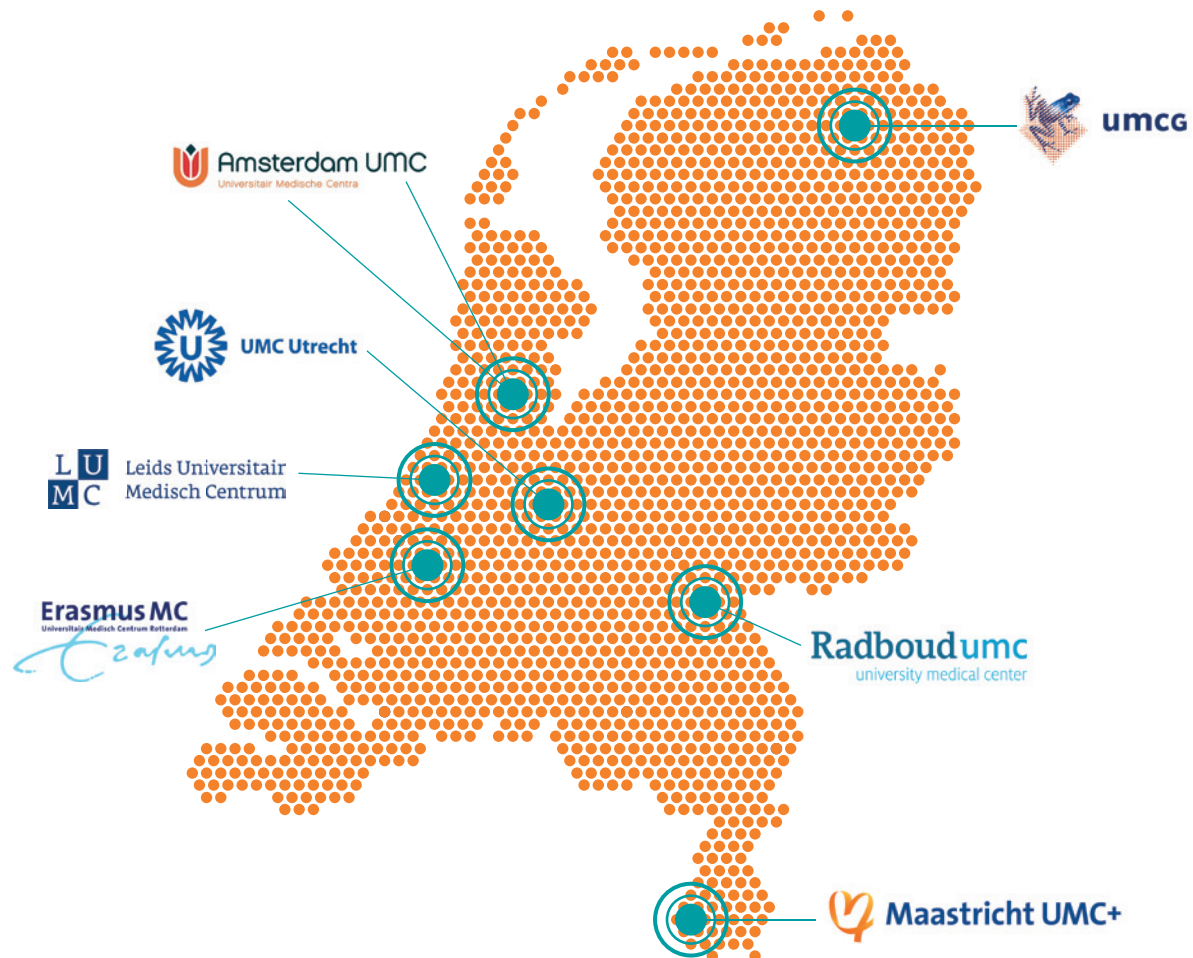 umcg
Amsterdam UMC
Universitair Medische Centra
U
UMC Utrecht
L U
M C
Leids Universitair
Medisch Centrum
Erasmus MC
Universitair Medisch Centrum Rotterdam
Erasmus
Radboudumc
university medical center
Maastricht UMC+